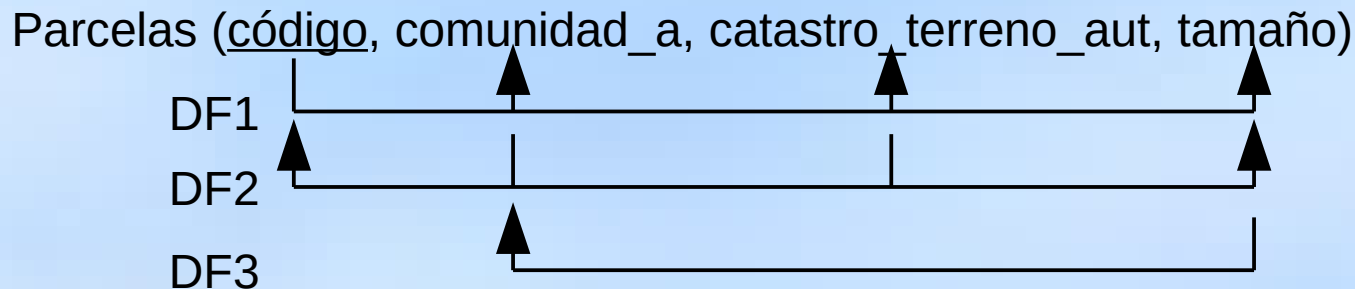 Parcelas (código, comunidad_a, catastro_terreno_aut, tamaño)
DF1
DF2
DF3